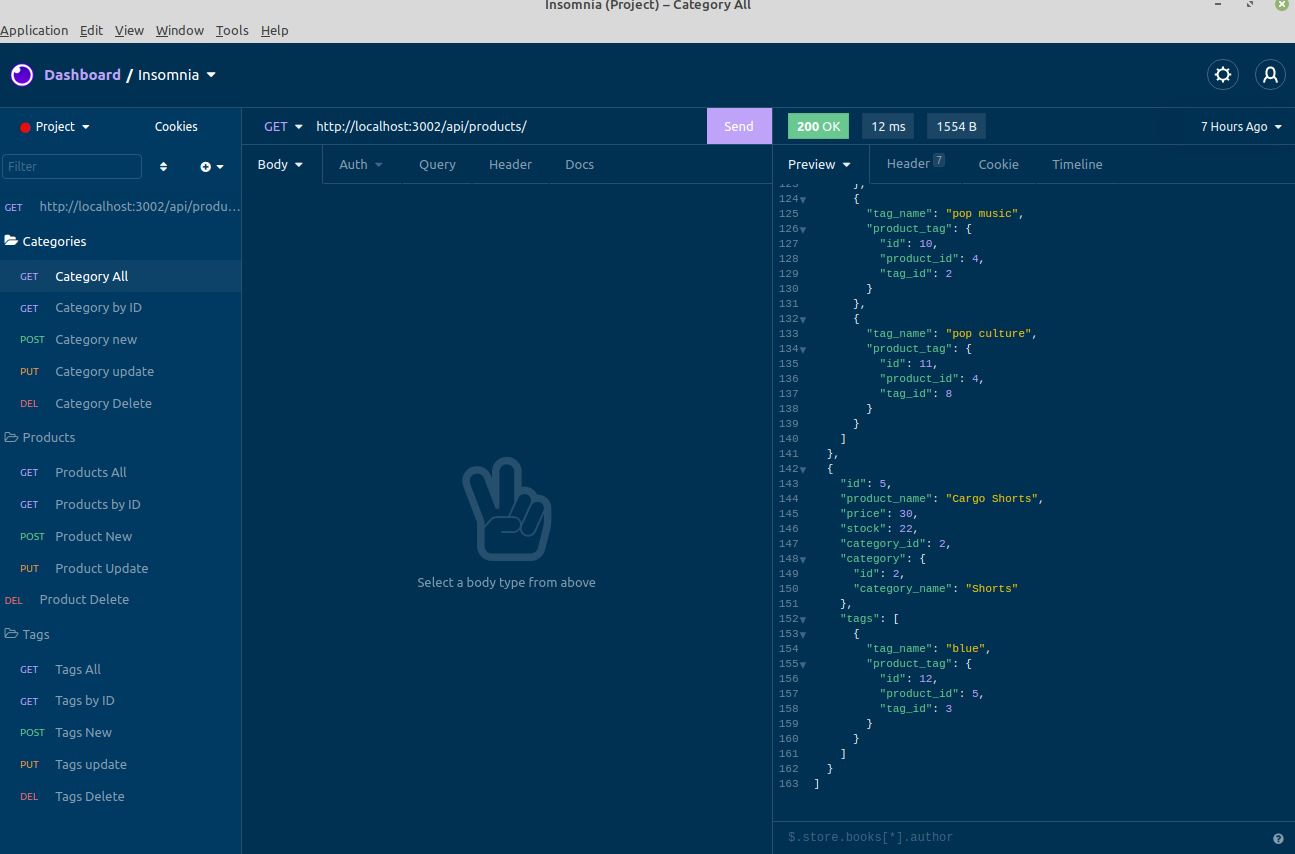 Insomnia (Project) – Category All
Application Edit View Window Tools Help
Dashboard / Insomnia
Project Cookies
Filter
GET http://localhost:3002/api/produ...
Categories
GET Category All
GET Category by ID
POST Category new
PUT Category update
DEL Category Delete
Products
GET Products All
GET Products by ID
POST Product New
PUT Product Update
DEL Product Delete
Tags
GET Tags All
GET Tags by ID
POST Tags New
PUT Tags update
DEL Tags Delete
GET http://localhost:3002/api/products/ Send
Body Auth Query Header Docs
Select a body type from above
200 OK 12 ms 1554 B 7 Hours Ago
Preview Header 7 Cookie Timeline
123 },
124 {
125 "tag_name": "pop music",
126 "product_tag": {
127 "id": 10,
128 "product_id": 4,
129 "tag_id": 2
130 }
131 },
132 {
133 "tag_name": "pop culture",
134 "product_tag": {
135 "id": 11,
136 "product_id": 4,
137 "tag_id": 8
138 }
139 }
140 ]
141 },
142 {
143 "id": 5,
144 "product_name": "Cargo Shorts",
145 "price": 30,
146 "stock": 22,
147 "category_id": 2,
148 "category": {
149 "id": 2,
150 "category_name": "Shorts"
151 },
152 "tags": [
153 {
154 "tag_name": "blue",
155 "product_tag": {
156 "id": 12,
157 "product_id": 5,
158 "tag_id": 3
159 }
160 }
161 ]
162 }
163 ]
$.store.books[*].author